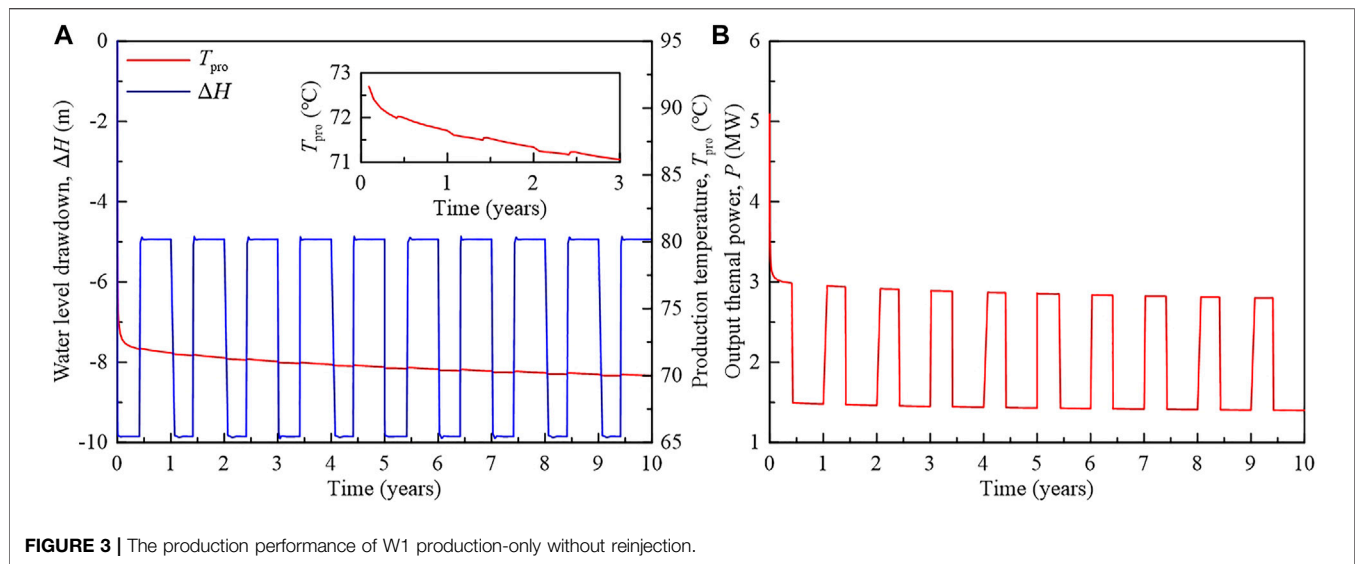 A
B
0
-2
-4
-6
-8
-10
Water level drawdown, ΔH (m)
T_pro
ΔH
73
72
71
T_pro (°C)
0 1 2 3
Time (years)
95
90
85
80
75
70
65
Production temperature, T_pro (°C)
0 1 2 3 4 5 6 7 8 9 10
Time (years)
6
5
4
3
2
1
Output themal power, P (MW)
0 1 2 3 4 5 6 7 8 9 10
Time (years)
FIGURE 3 | The production performance of W1 production-only without reinjection.